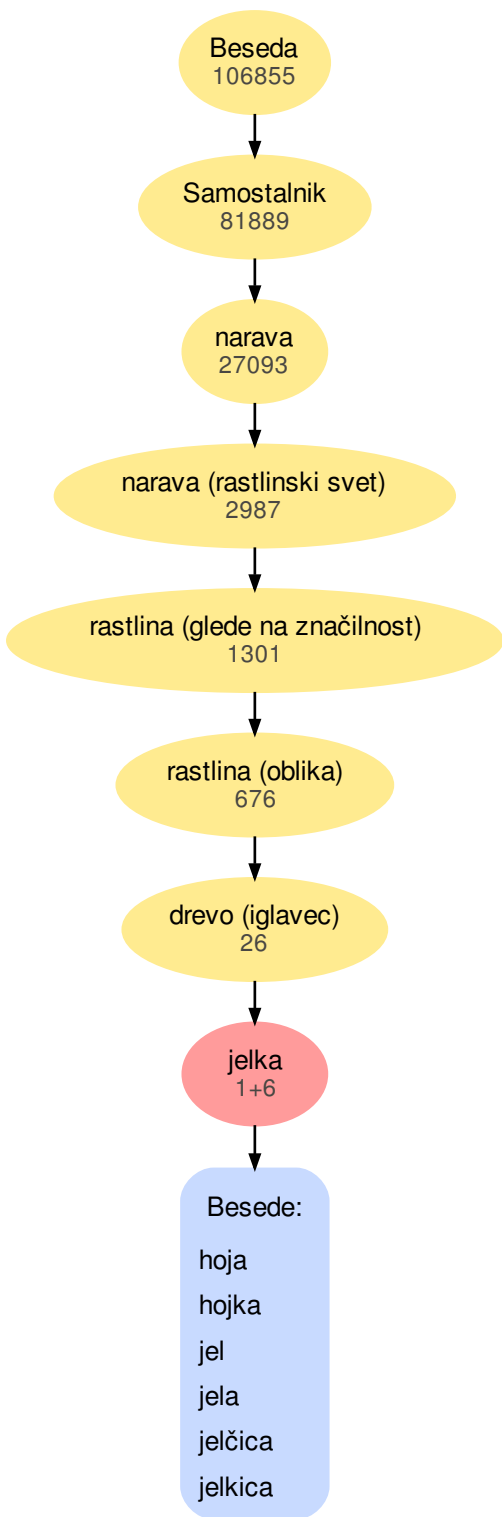 Beseda
106855
Samostalnik
81889
narava
27093
narava (rastlinski svet)
2987
rastlina (glede na značilnost)
1301
rastlina (oblika)
676
drevo (iglavec)
26
jelka
1+6
Besede:
hoja
hojka
jel
jela
jelčica
jelkica